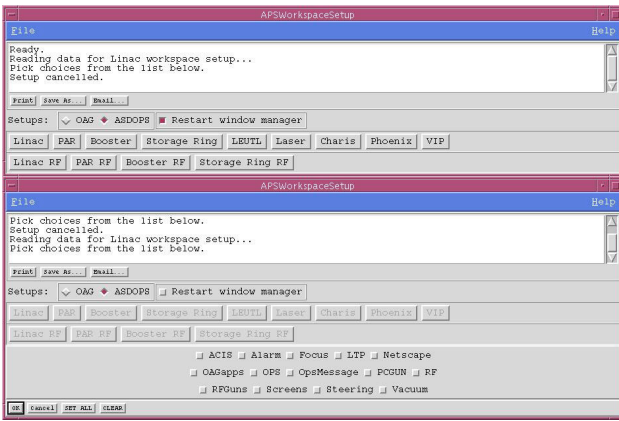 APSWorkspaceSetup
File Help
Ready.
Reading data for Linac workspace setup...
Pick choices from the list below.
Setup cancelled.
Print Save As... Email...
Setups: OAG ASDOPS Restart window manager
Linac PAR Booster Storage Ring LEUTL Laser Charis Phoenix VIP
Linac RF PAR RF Booster RF Storage Ring RF
APSWorkspaceSetup
File Help
Pick choices from the list below.
Setup cancelled.
Reading data for Linac workspace setup...
Pick choices from the list below.
Print Save As... Email...
Setups: OAG ASDOPS Restart window manager
Linac PAR Booster Storage Ring LEUTL Laser Charis Phoenix VIP
Linac RF PAR RF Booster RF Storage Ring RF
ACIS Alarm Focus LTP Netscape
OAGapps OPS OpsMessage PCGUN RF
RFGuns Screens Steering Vacuum
OK Cancel SET ALL CLEAR